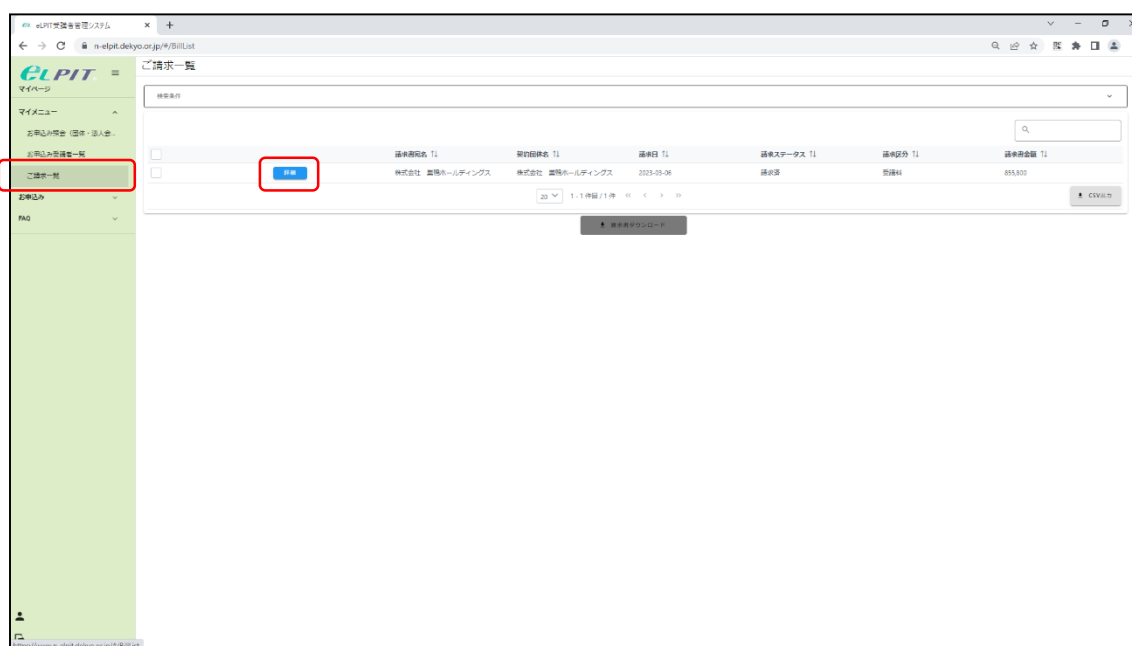 eLPIT受講者管理システム
n-elpit.dekyo.or.jp/#/BillList
eLPIT
ご請求一覧
マイページ
検索条件
マイメニュー
お申込み照会（団体・法人会..
お申込み受講者一覧
請求書宛名 契約団体名 請求日 請求ステータス 請求区分 請求書金額
ご請求一覧
詳細 株式会社 巣鴨ホールディングス 株式会社 巣鴨ホールディングス 2023-03-06 請求済 受講料 855,800
お申込み
20 1 - 1 件目 / 1 件 CSV出力
FAQ
請求書ダウンロード